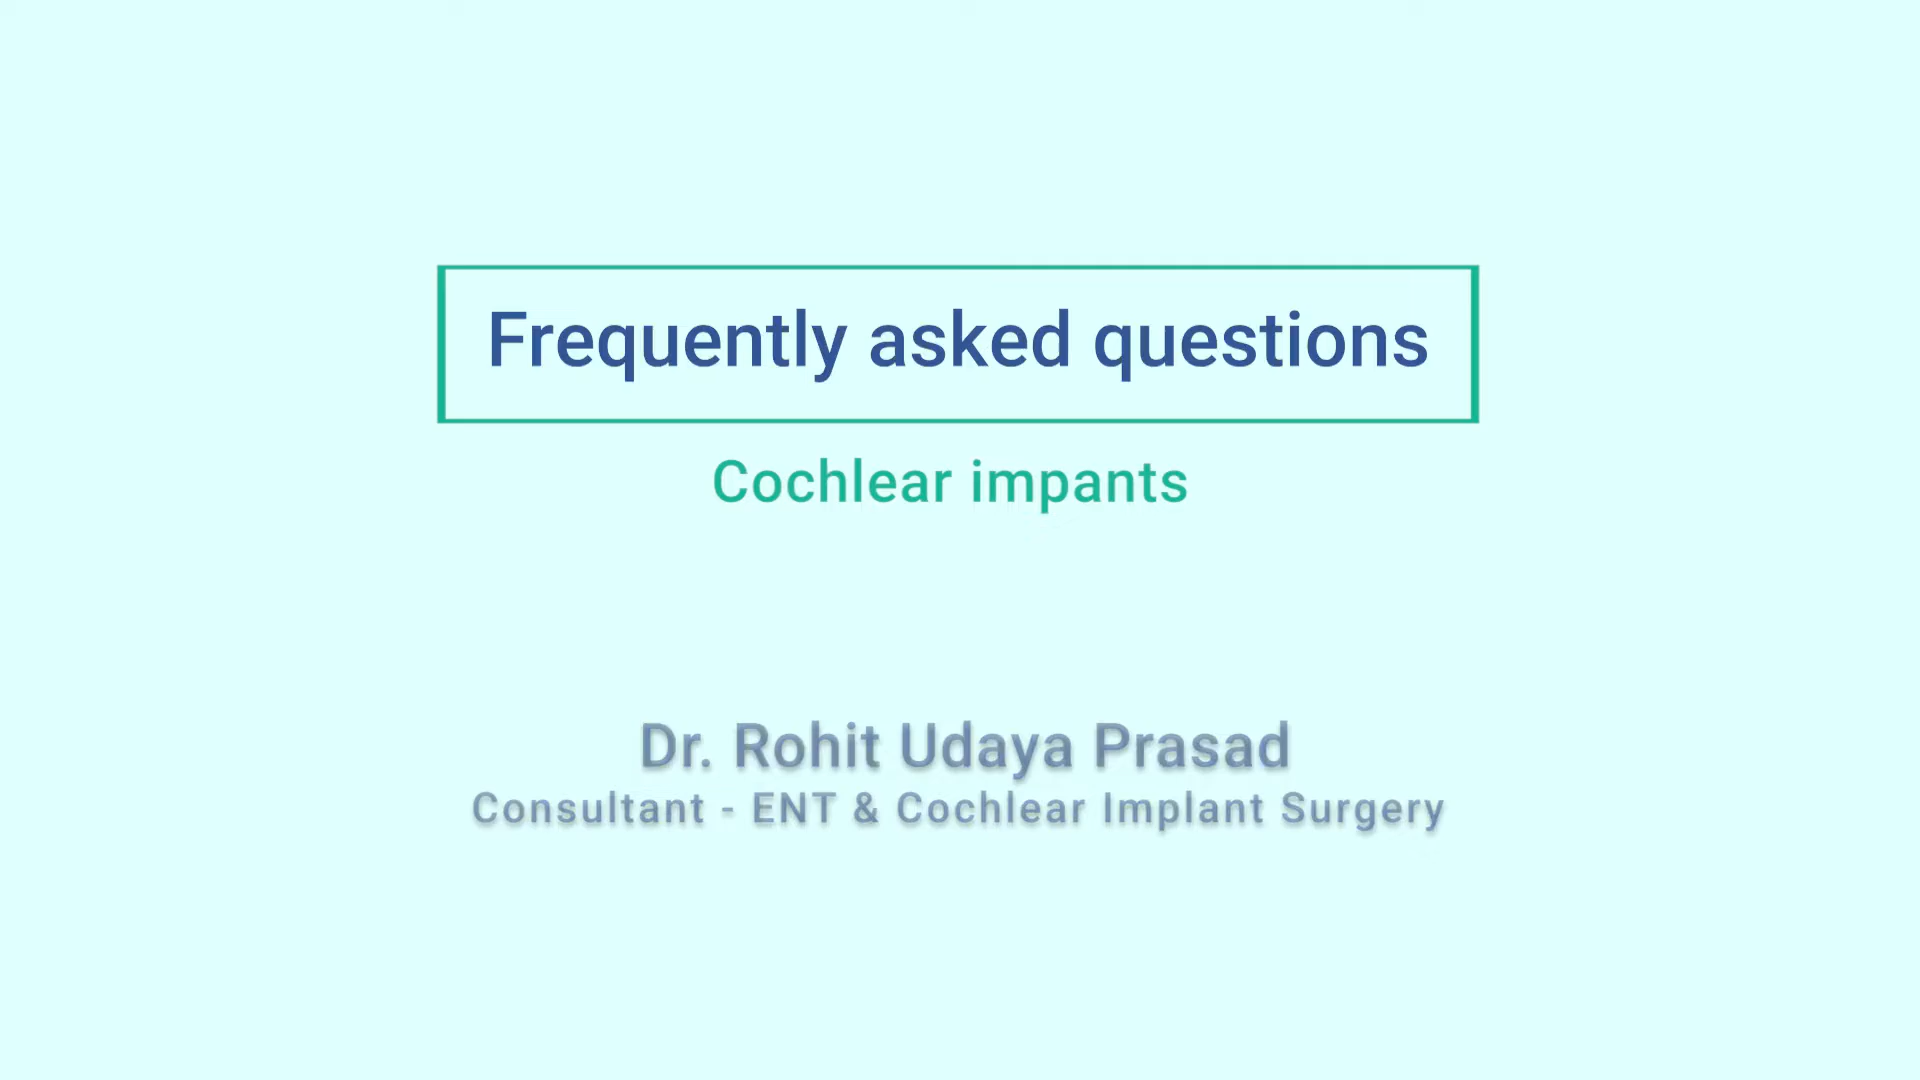 Frequently asked questions
Cochlear impants
Dr. Rohit Udaya Prasad
Consultant - ENT & Cochlear Implant Surgery